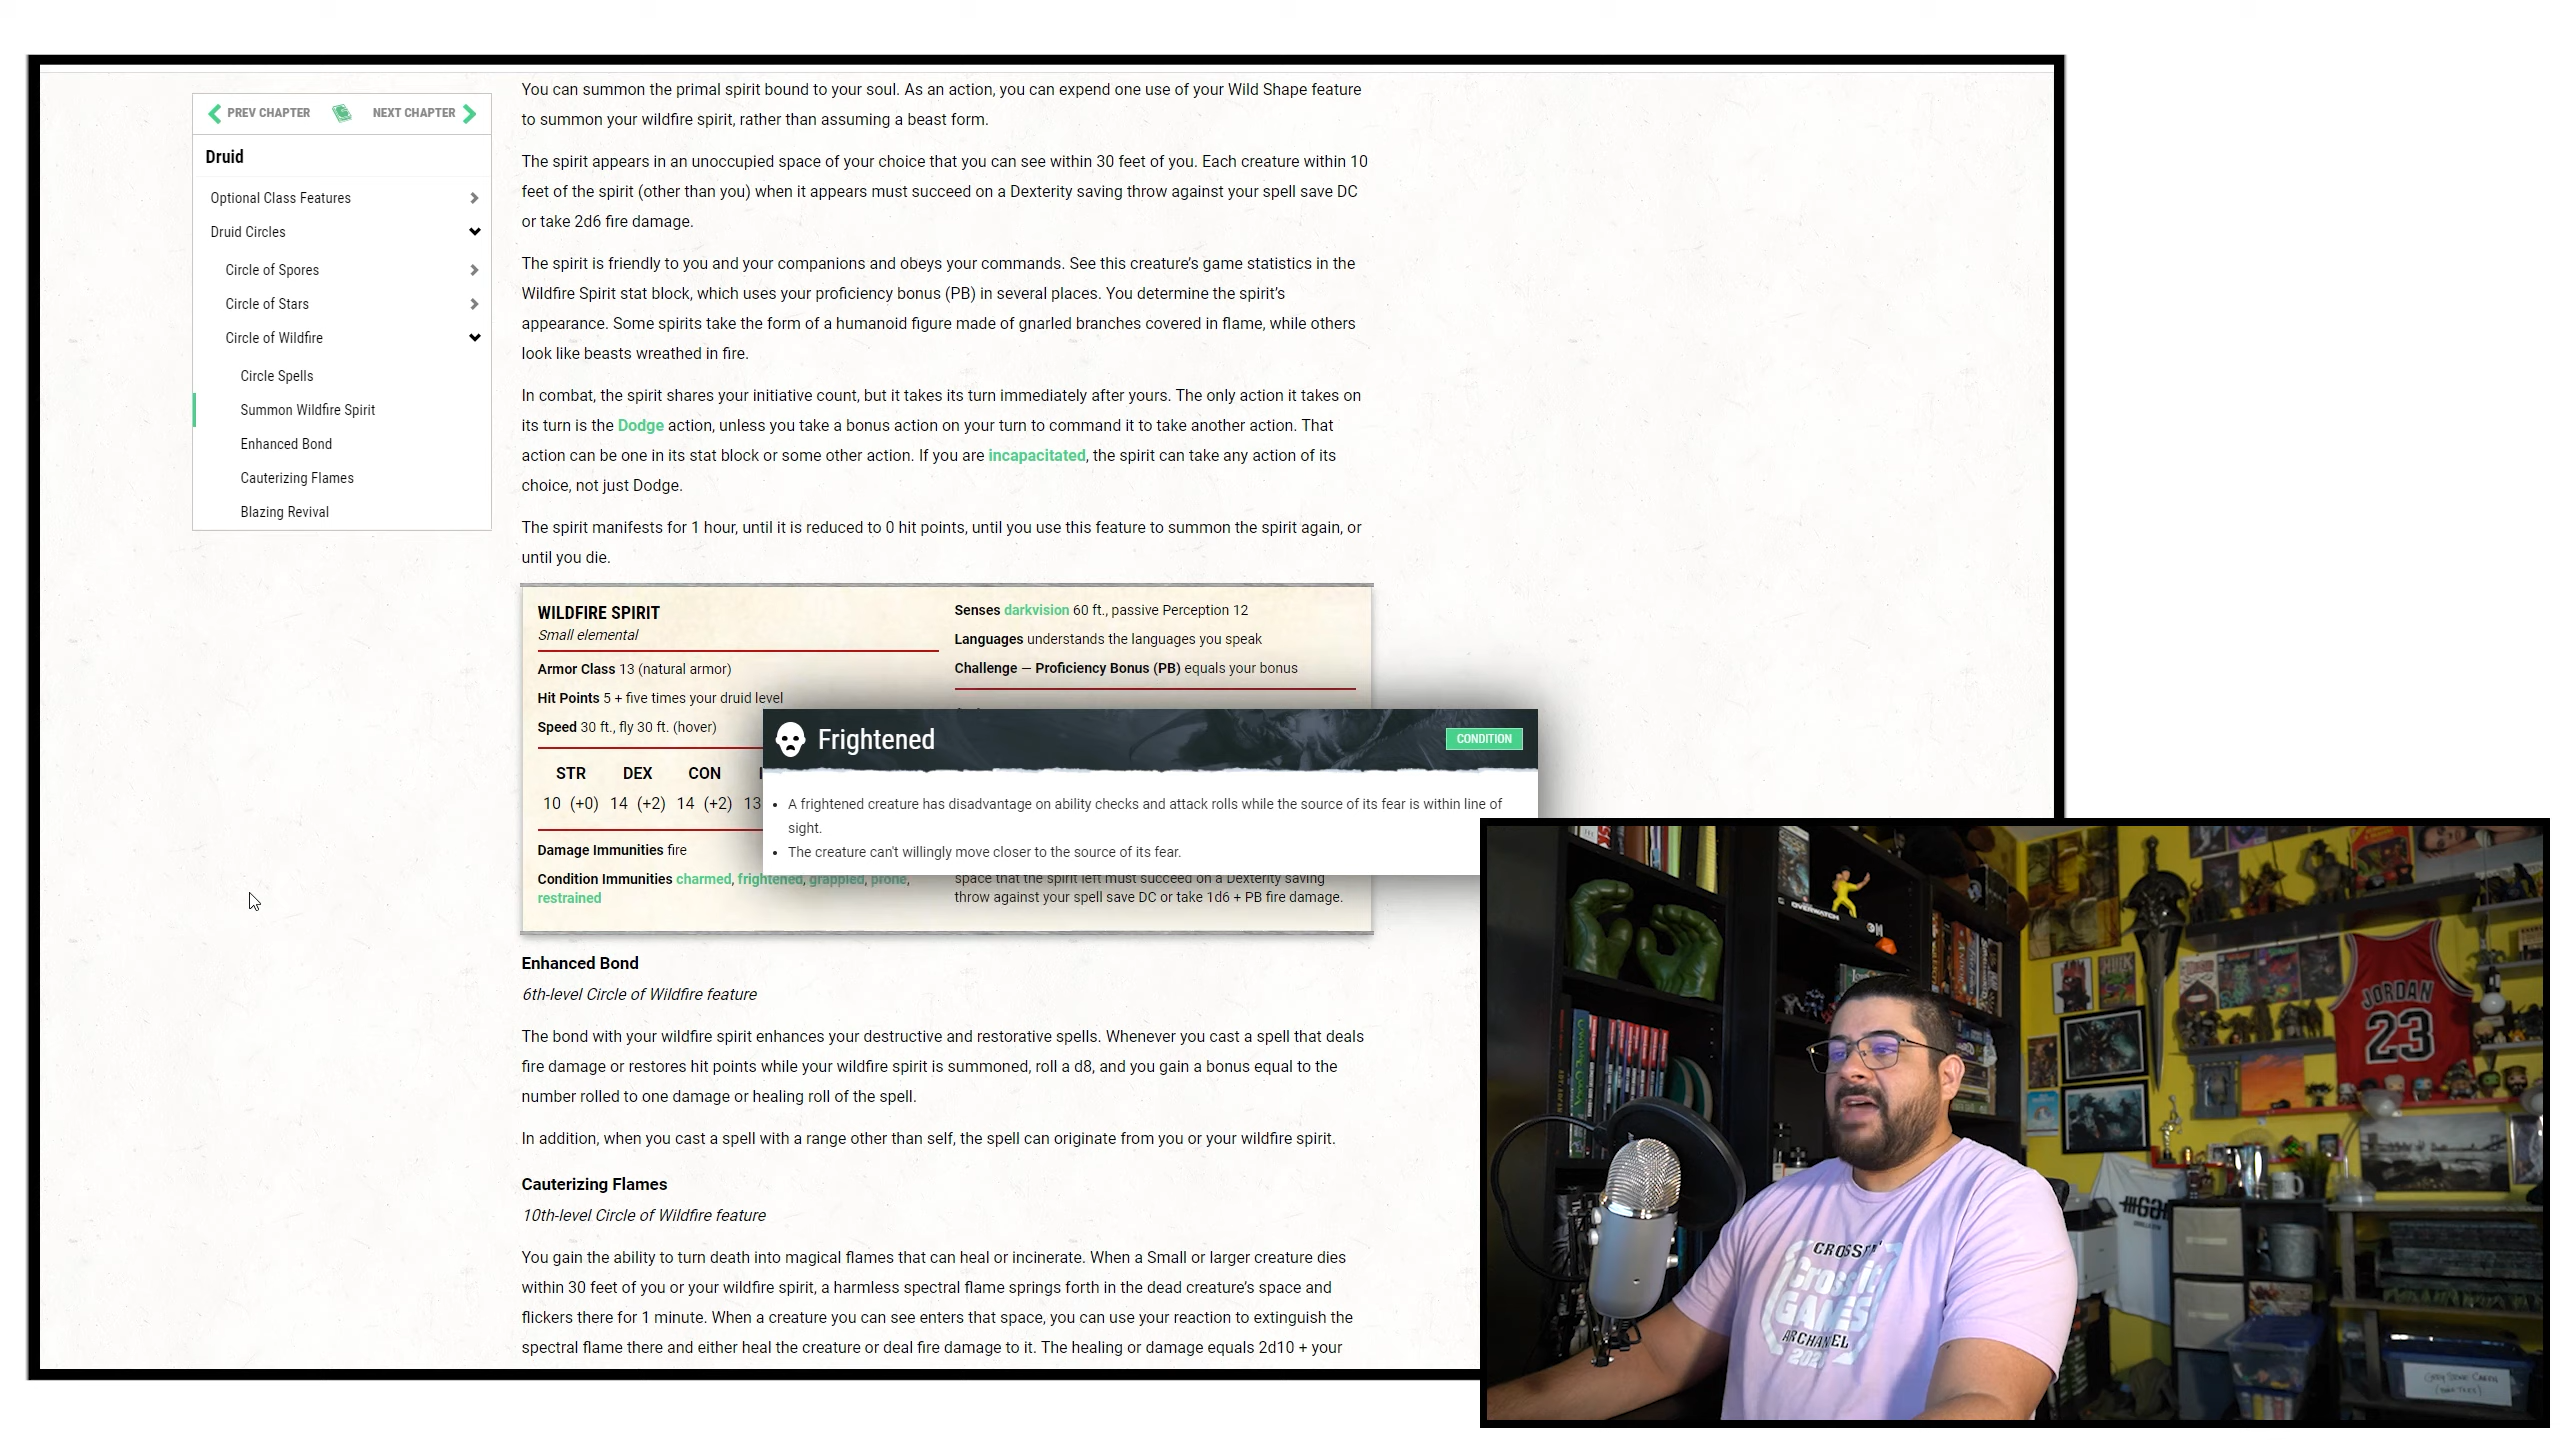 PREV CHAPTER
NEXT CHAPTER
Druid
Optional Class Features
Druid Circles
Circle of Spores
Circle of Stars
Circle of Wildfire
Circle Spells
Summon Wildfire Spirit
Enhanced Bond
Cauterizing Flames
Blazing Revival
You can summon the primal spirit bound to your soul. As an action, you can expend one use of your Wild Shape feature
to summon your wildfire spirit, rather than assuming a beast form.
The spirit appears in an unoccupied space of your choice that you can see within 30 feet of you. Each creature within 10
feet of the spirit (other than you) when it appears must succeed on a Dexterity saving throw against your spell save DC
or take 2d6 fire damage.
The spirit is friendly to you and your companions and obeys your commands. See this creature’s game statistics in the
Wildfire Spirit stat block, which uses your proficiency bonus (PB) in several places. You determine the spirit’s
appearance. Some spirits take the form of a humanoid figure made of gnarled branches covered in flame, while others
look like beasts wreathed in fire.
In combat, the spirit shares your initiative count, but it takes its turn immediately after yours. The only action it takes on
its turn is the Dodge action, unless you take a bonus action on your turn to command it to take another action. That
action can be one in its stat block or some other action. If you are incapacitated, the spirit can take any action of its
choice, not just Dodge.
The spirit manifests for 1 hour, until it is reduced to 0 hit points, until you use this feature to summon the spirit again, or
until you die.
WILDFIRE SPIRIT
Small elemental
Armor Class 13 (natural armor)
Hit Points 5 + five times your druid level
Speed 30 ft., fly 30 ft. (hover)
STR DEX CON
10 (+0) 14 (+2) 14 (+2) 13
Damage Immunities fire
Condition Immunities charmed, frightened, grappled, prone,
restrained
Senses darkvision 60 ft., passive Perception 12
Languages understands the languages you speak
Challenge — Proficiency Bonus (PB) equals your bonus
Frightened
CONDITION
• A frightened creature has disadvantage on ability checks and attack rolls while the source of its fear is within line of
sight.
• The creature can't willingly move closer to the source of its fear.
space that the spirit left must succeed on a Dexterity saving
throw against your spell save DC or take 1d6 + PB fire damage.
Enhanced Bond
6th-level Circle of Wildfire feature
The bond with your wildfire spirit enhances your destructive and restorative spells. Whenever you cast a spell that deals
fire damage or restores hit points while your wildfire spirit is summoned, roll a d8, and you gain a bonus equal to the
number rolled to one damage or healing roll of the spell.
In addition, when you cast a spell with a range other than self, the spell can originate from you or your wildfire spirit.
Cauterizing Flames
10th-level Circle of Wildfire feature
You gain the ability to turn death into magical flames that can heal or incinerate. When a Small or larger creature dies
within 30 feet of you or your wildfire spirit, a harmless spectral flame springs forth in the dead creature’s space and
flickers there for 1 minute. When a creature you can see enters that space, you can use your reaction to extinguish the
spectral flame there and either heal the creature or deal fire damage to it. The healing or damage equals 2d10 + your
OVERWATCH
JORDAN
23
CrossFit
GAMES